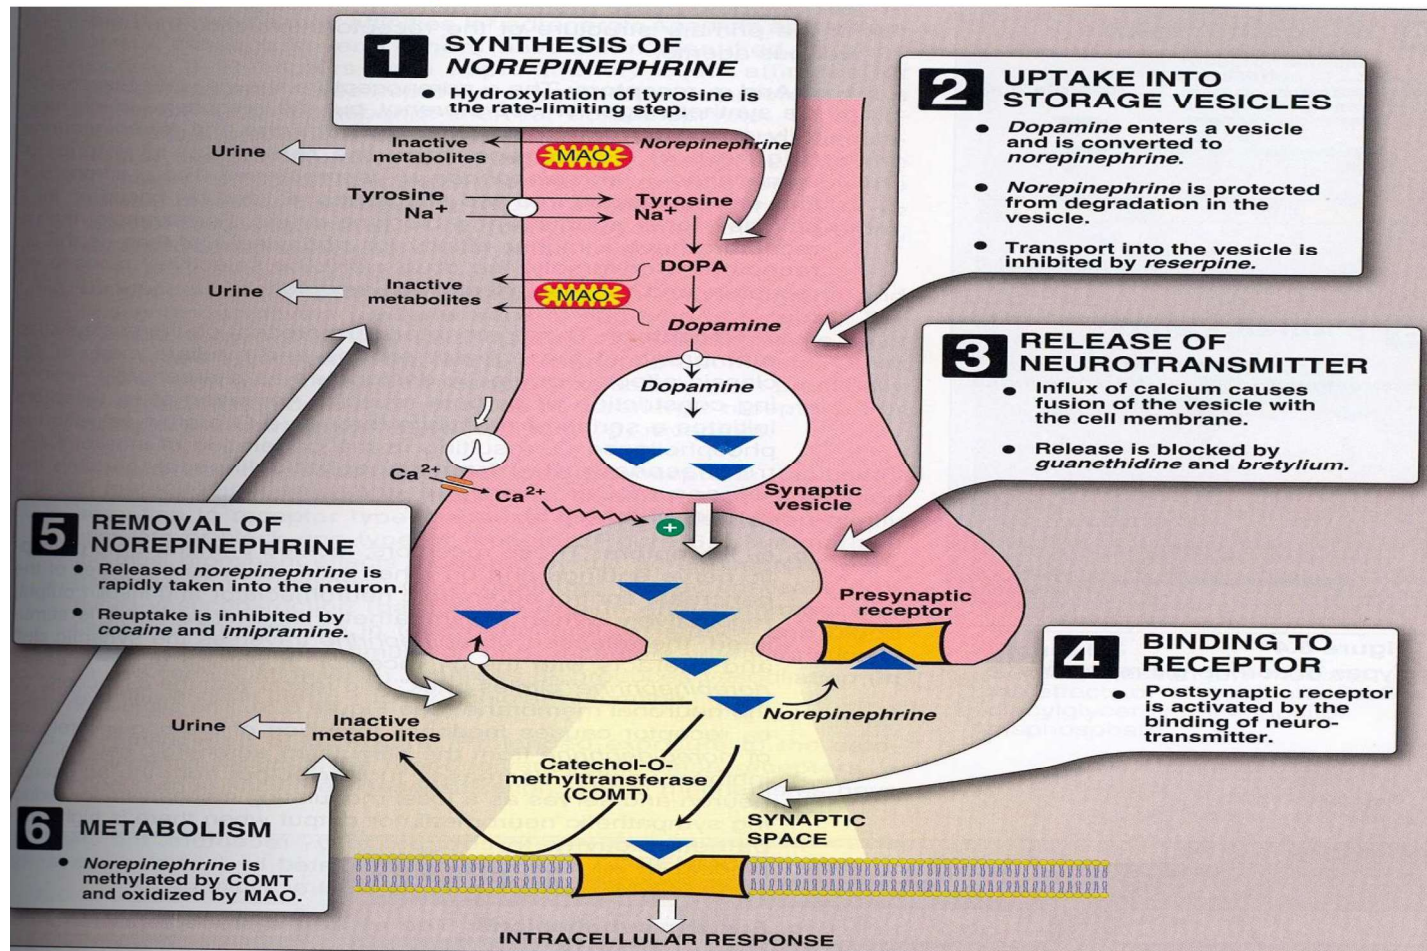 1 SYNTHESIS OF
NOREPINEPHRINE
• Hydroxylation of tyrosine is
the rate-limiting step.
2 UPTAKE INTO
STORAGE VESICLES
• Dopamine enters a vesicle
and is converted to
norepinephrine.
• Norepinephrine is protected
from degradation in the
vesicle.
• Transport into the vesicle is
inhibited by reserpine.
Urine
Inactive
metabolites
MAO
Norepinephrine
Tyrosine
Na+
Tyrosine
Na+
DOPA
Urine
Inactive
metabolites
MAO
Dopamine
Dopamine
3 RELEASE OF
NEUROTRANSMITTER
• Influx of calcium causes
fusion of the vesicle with
the cell membrane.
• Release is blocked by
guanethidine and bretylium.
Ca2+
Ca2+
+
Synaptic
vesicle
5 REMOVAL OF
NOREPINEPHRINE
• Released norepinephrine is
rapidly taken into the neuron.
• Reuptake is inhibited by
cocaine and imipramine.
Presynaptic
receptor
4 BINDING TO
RECEPTOR
• Postsynaptic receptor
is activated by the
binding of neuro-
transmitter.
Norepinephrine
Urine
Inactive
metabolites
Catechol-O-
methyltransferase
(COMT)
SYNAPTIC
SPACE
6 METABOLISM
• Norepinephrine is
methylated by COMT
and oxidized by MAO.
INTRACELLULAR RESPONSE